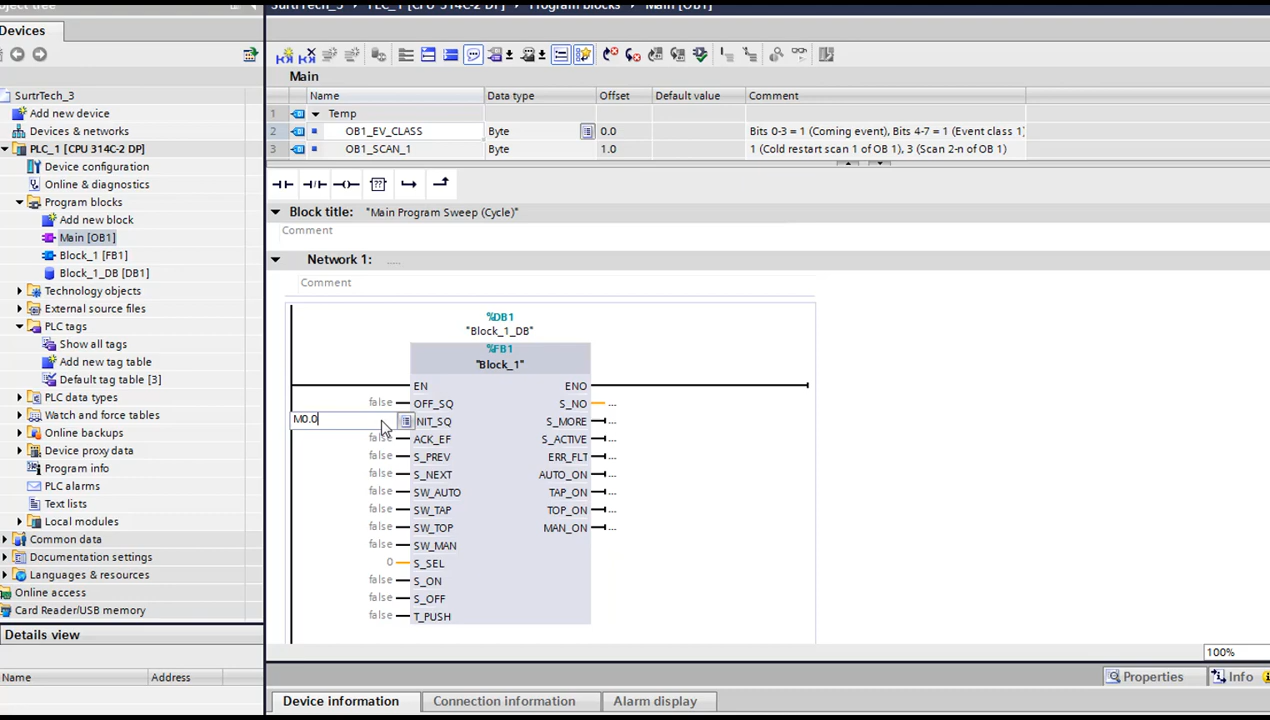 SurtrTech_3 PLC_1 [CPU 314C-2 DP] Program blocks Main [OB1]
Devices
SurtrTech_3
Add new device
Devices & networks
PLC_1 [CPU 314C-2 DP]
Device configuration
Online & diagnostics
Program blocks
Add new block
Main [OB1]
Block_1 [FB1]
Block_1_DB [DB1]
Technology objects
External source files
PLC tags
Show all tags
Add new tag table
Default tag table [3]
PLC data types
Watch and force tables
Online backups
Device proxy data
Program info
PLC alarms
Text lists
Local modules
Common data
Documentation settings
Languages & resources
Online access
Card Reader/USB memory
Details view
Name Address
Main
Name Data type Offset Default value Comment
1 Temp
2 OB1_EV_CLASS Byte 0.0 Bits 0-3 = 1 (Coming event), Bits 4-7 = 1 (Event class 1)
3 OB1_SCAN_1 Byte 1.0 1 (Cold restart scan 1 of OB 1), 3 (Scan 2-n of OB 1)
??
Block title: "Main Program Sweep (Cycle)"
Comment
Network 1: .....
Comment
%DB1
"Block_1_DB"
%FB1
"Block_1"
EN ENO
false OFF_SQ S_NO ...
M0.0 NIT_SQ S_MORE ...
false ACK_EF S_ACTIVE ...
false S_PREV ERR_FLT ...
false S_NEXT AUTO_ON ...
false SW_AUTO TAP_ON ...
false SW_TAP TOP_ON ...
false SW_TOP MAN_ON ...
false SW_MAN
0 S_SEL
false S_ON
false S_OFF
false T_PUSH
100%
Properties Info
Device information Connection information Alarm display